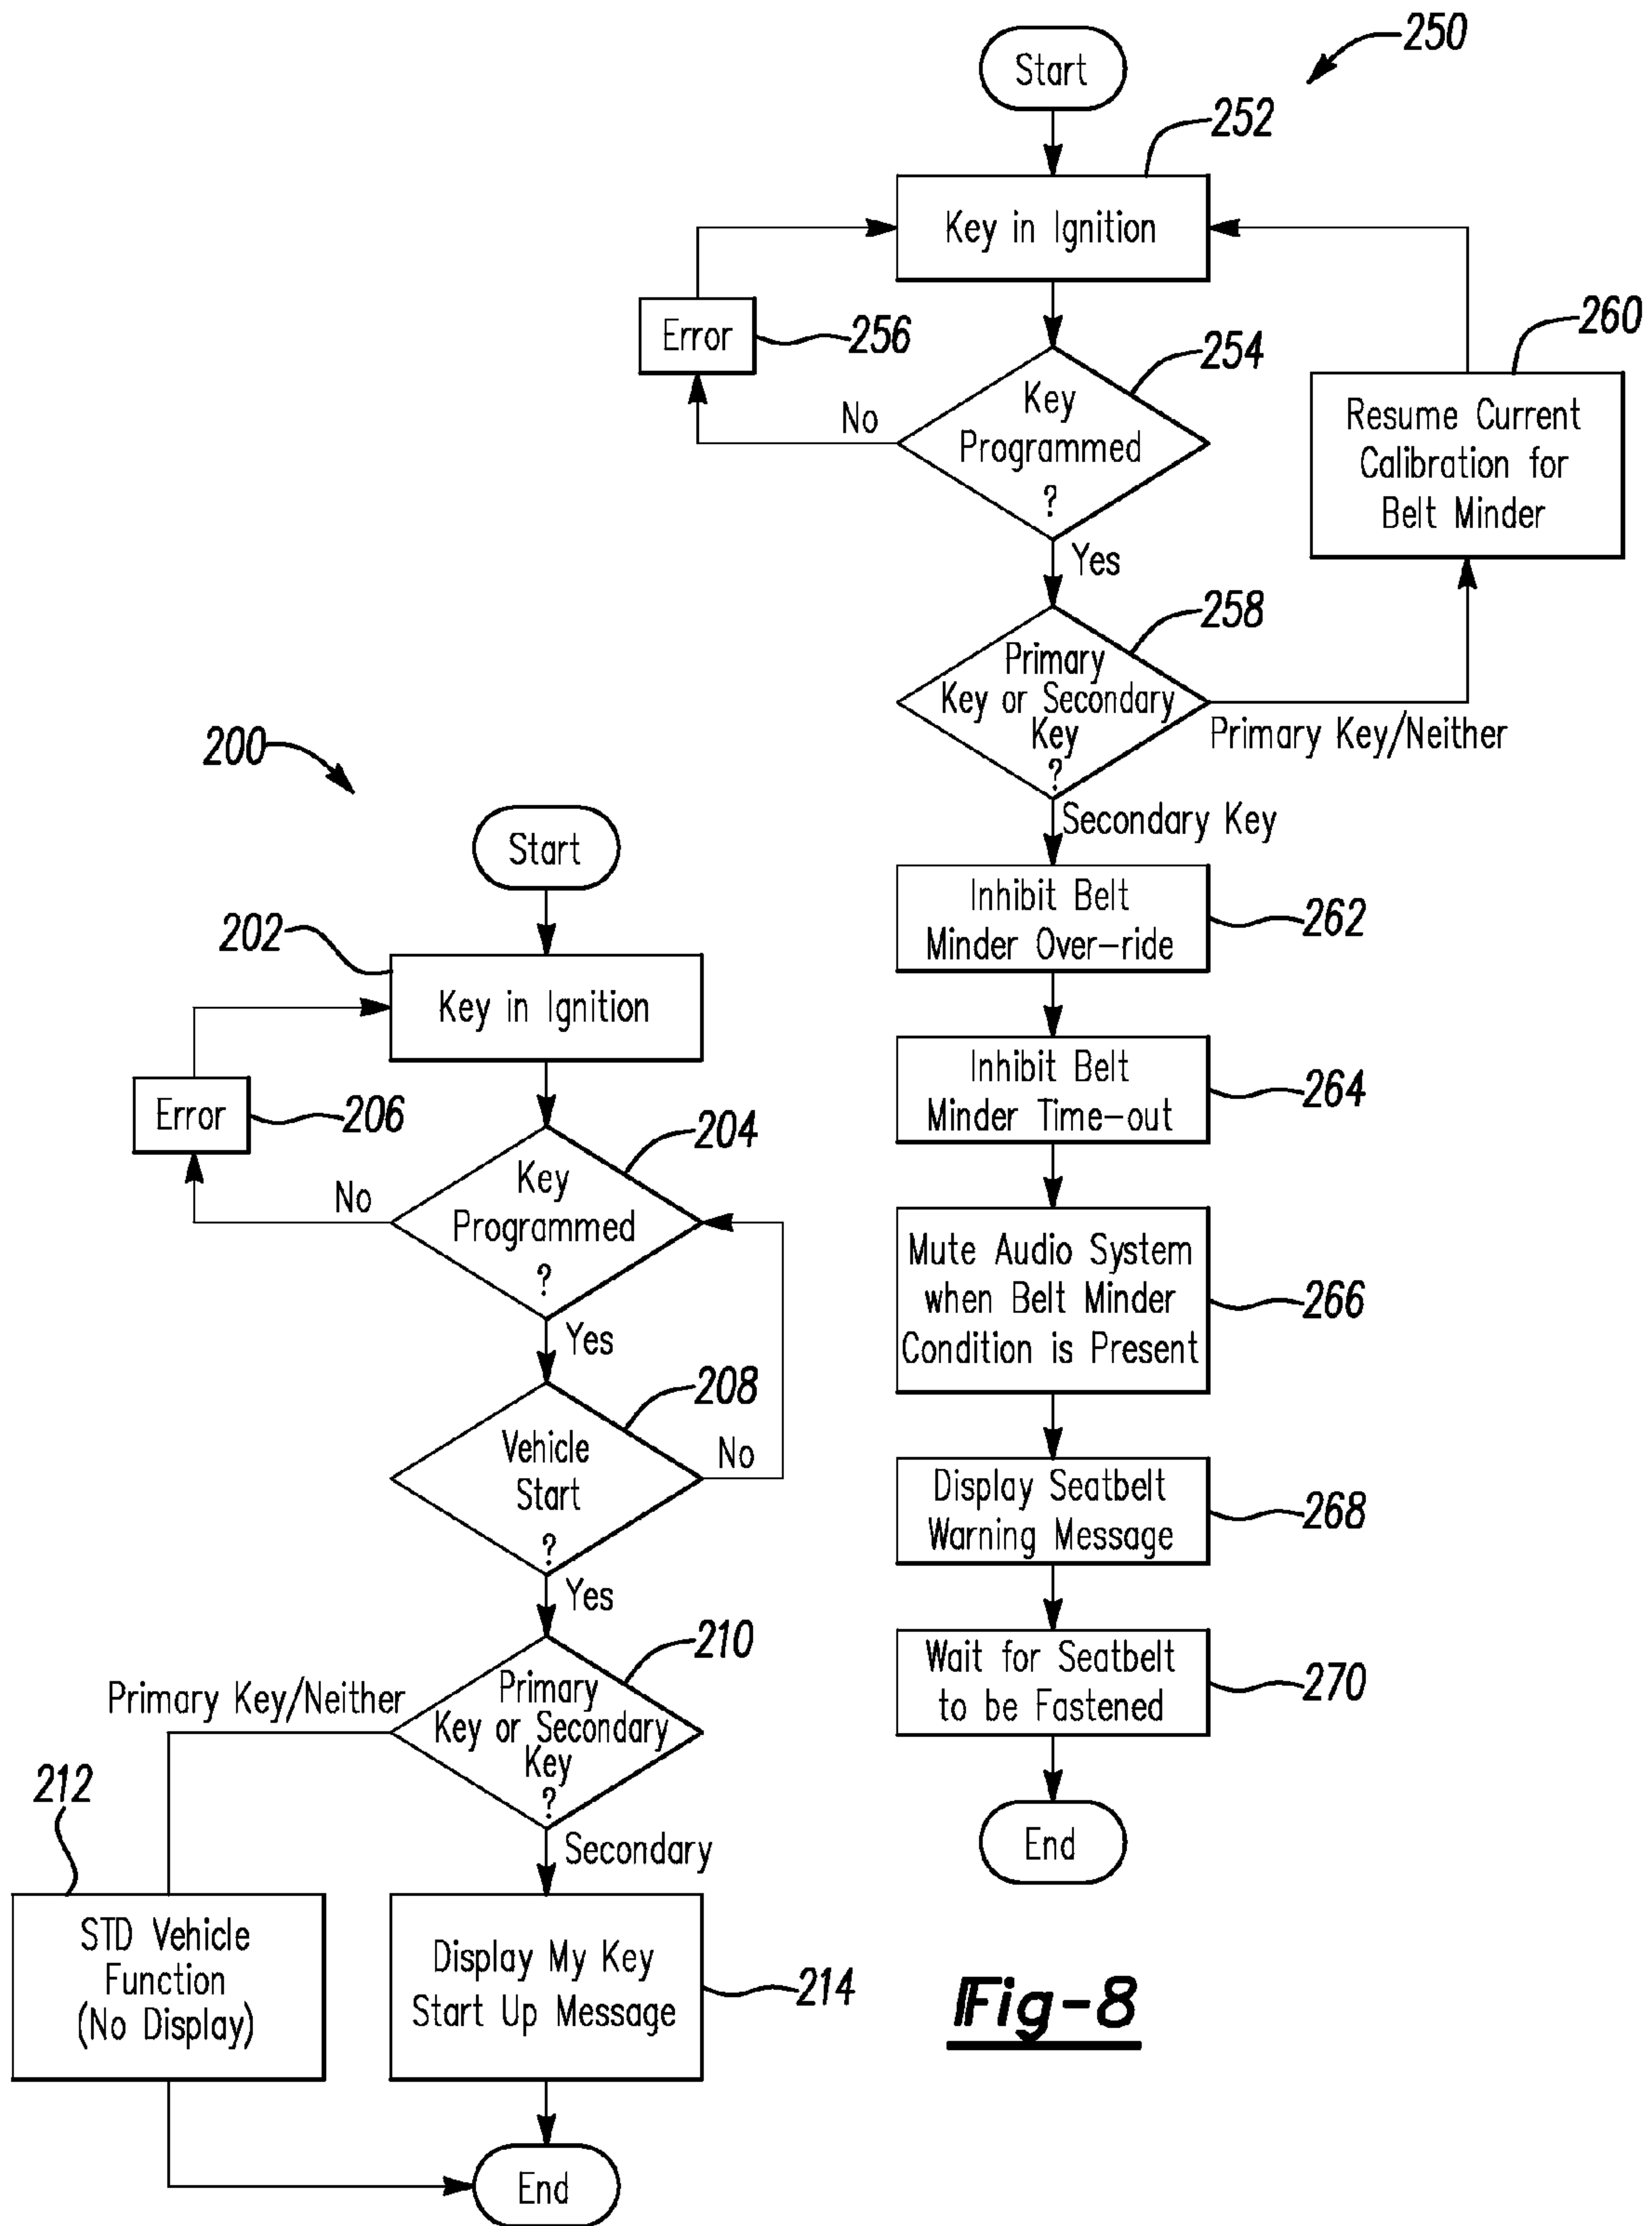 250
Start
252
Key in Ignition
Error
256
254
Key
Programmed
?
No
Yes
260
Resume Current
Calibration for
Belt Minder
258
Primary
Key or Secondary
Key
?
Primary Key/Neither
Secondary Key
Inhibit Belt
Minder Over-ride
262
Inhibit Belt
Minder Time-out
264
Mute Audio System
when Belt Minder
Condition is Present
266
Display Seatbelt
Warning Message
268
Wait for Seatbelt
to be Fastened
270
End
Fig-8
200
Start
202
Key in Ignition
Error
206
204
Key
Programmed
?
No
Yes
208
Vehicle
Start
?
No
Yes
210
Primary
Key or Secondary
Key
?
Primary Key/Neither
Secondary
212
STD Vehicle
Function
(No Display)
Display My Key
Start Up Message
214
End